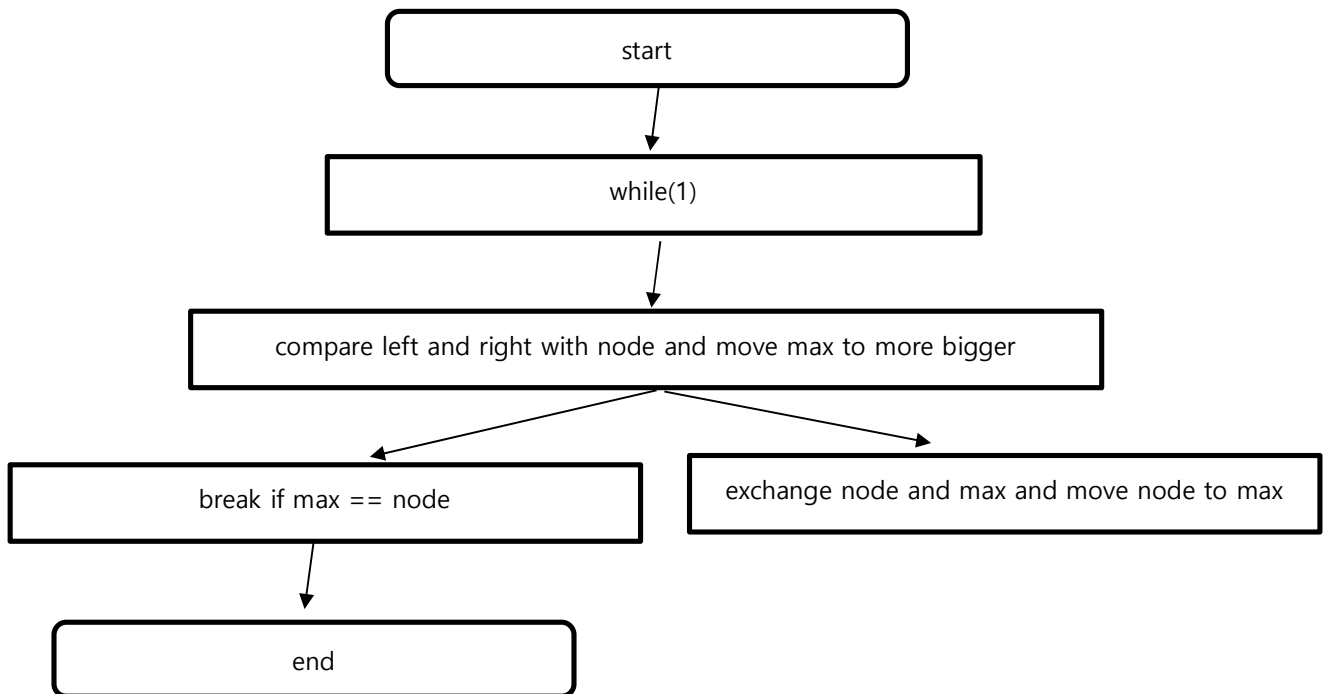 start
while(1)
compare left and right with node and move max to more bigger
break if max == node
exchange node and max and move node to max
end